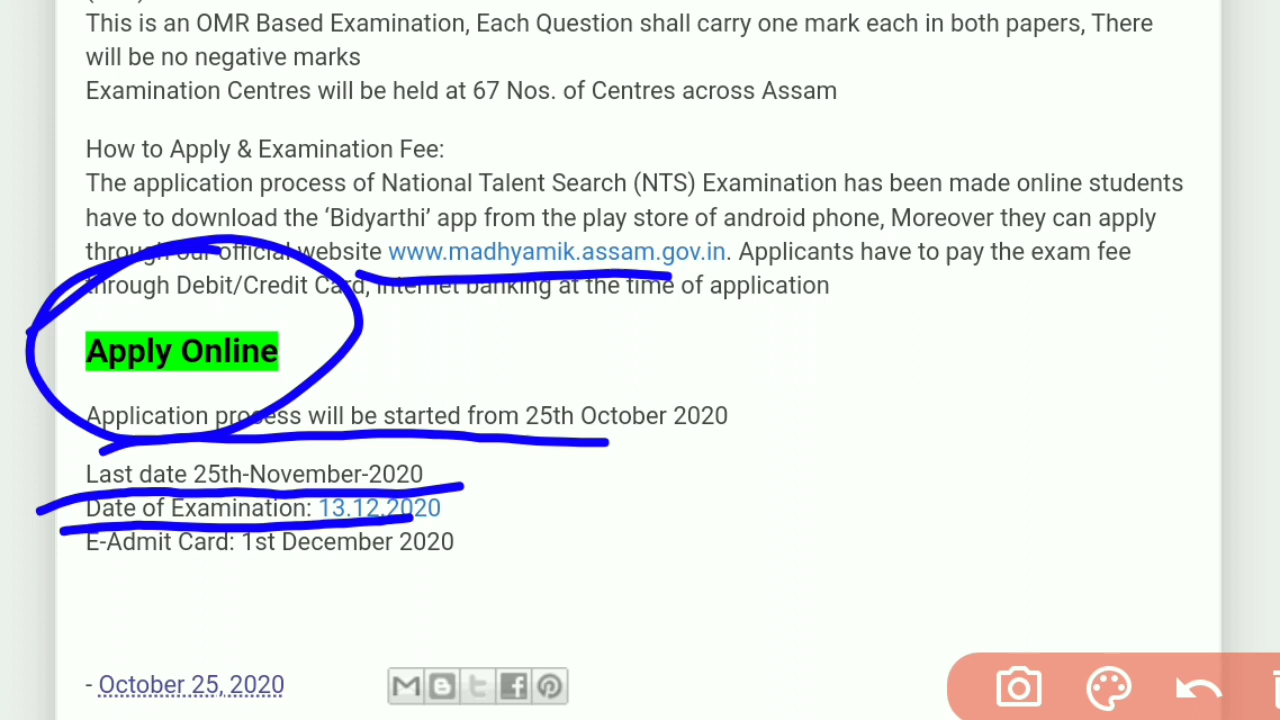 This is an OMR Based Examination, Each Question shall carry one mark each in both papers, There
will be no negative marks
Examination Centres will be held at 67 Nos. of Centres across Assam
How to Apply & Examination Fee:
The application process of National Talent Search (NTS) Examination has been made online students
have to download the ‘Bidyarthi’ app from the play store of android phone, Moreover they can apply
through our official website www.madhyamik.assam.gov.in. Applicants have to pay the exam fee
through Debit/Credit Card, internet banking at the time of application
Apply Online
Application process will be started from 25th October 2020
Last date 25th-November-2020
Date of Examination: 13.12.2020
E-Admit Card: 1st December 2020
- October 25, 2020